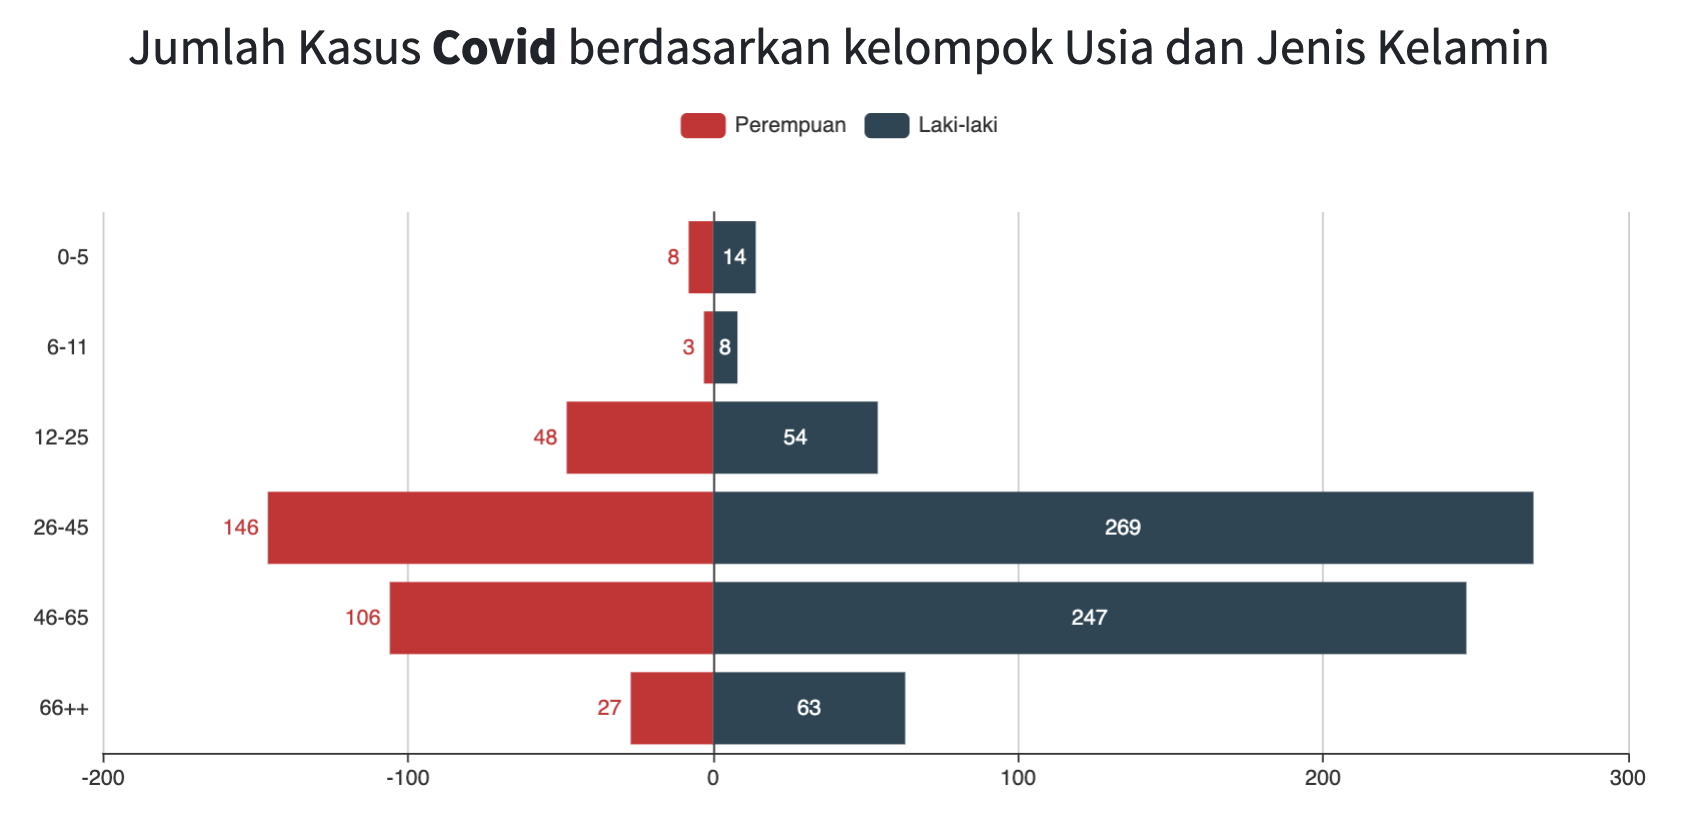 Jumlah Kasus Covid berdasarkan kelompok Usia dan Jenis Kelamin
Perempuan Laki-laki
0-5 8 14
6-11 3 8
12-25 48 54
26-45 146 269
46-65 106 247
66++ 27 63
-200 -100 0 100 200 300